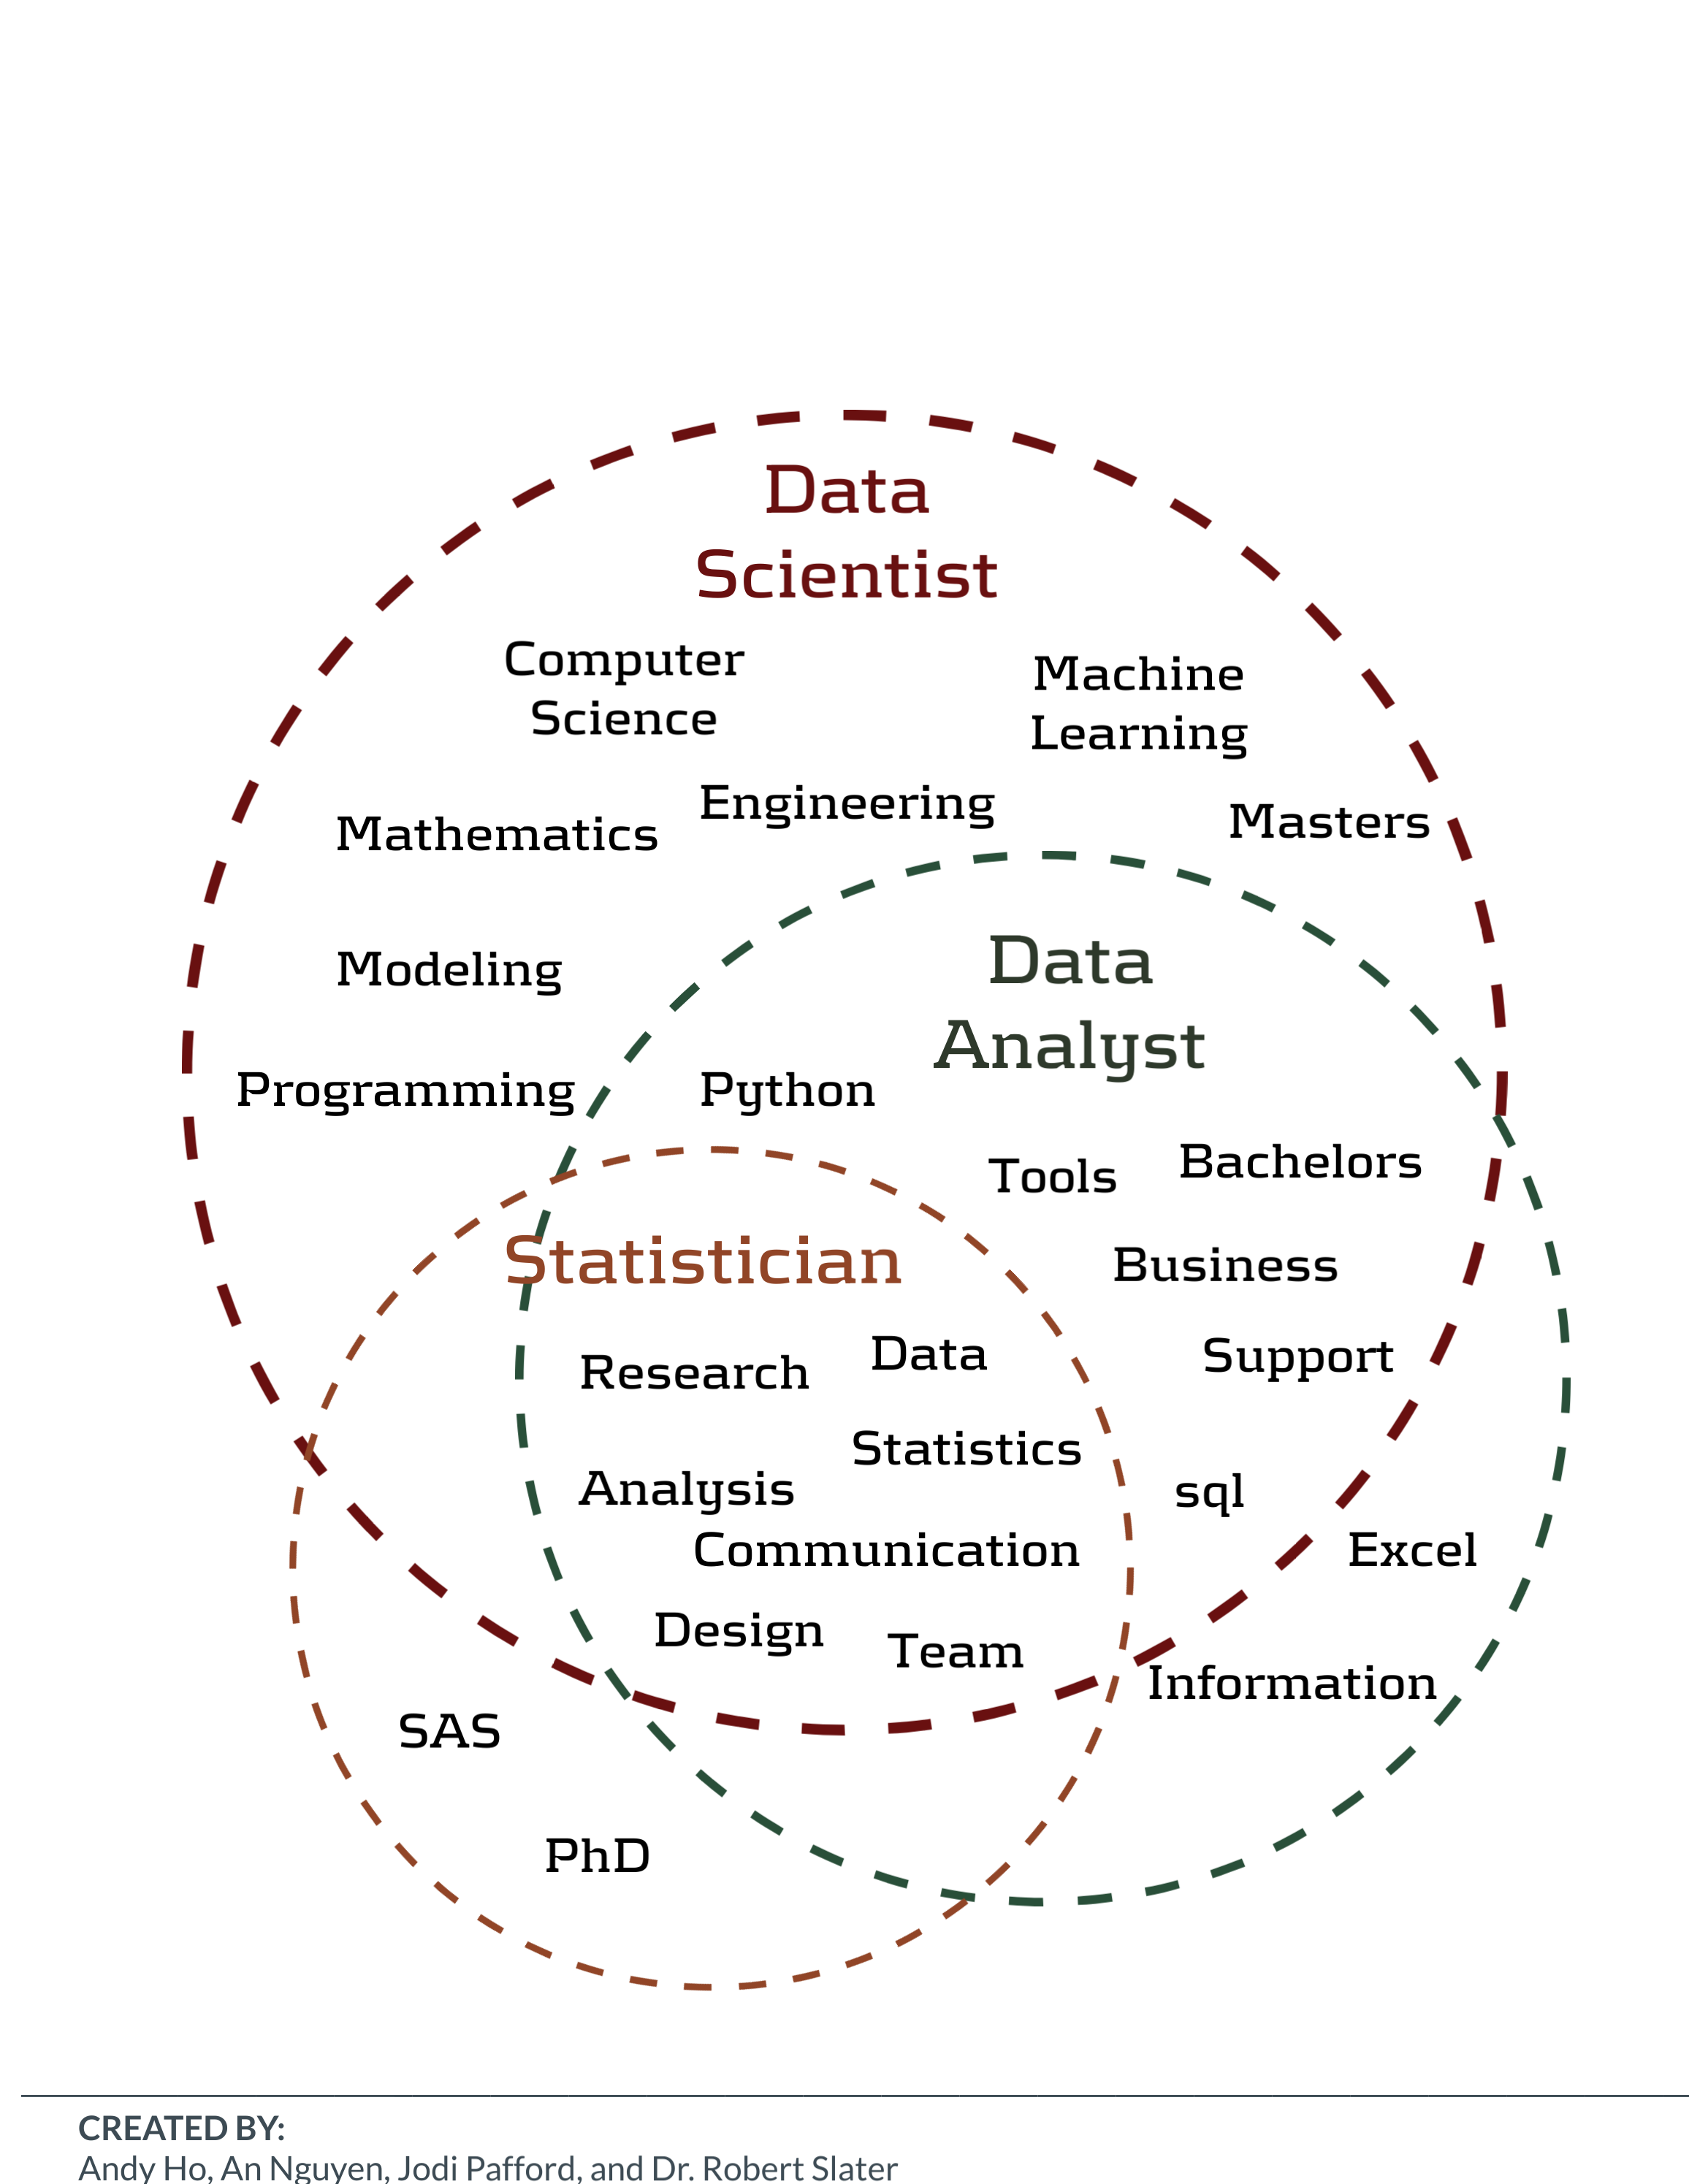 Data
Scientist
Computer
Science
Machine
Learning
Engineering
Mathematics
Masters
Modeling
Data
Analyst
Programming
Python
Tools
Bachelors
Statistician
Business
Research
Data
Support
Statistics
Analysis
sql
Communication
Excel
Design
Team
Information
SAS
PhD
CREATED BY:
Andy Ho, An Nguyen, Jodi Pafford, and Dr. Robert Slater